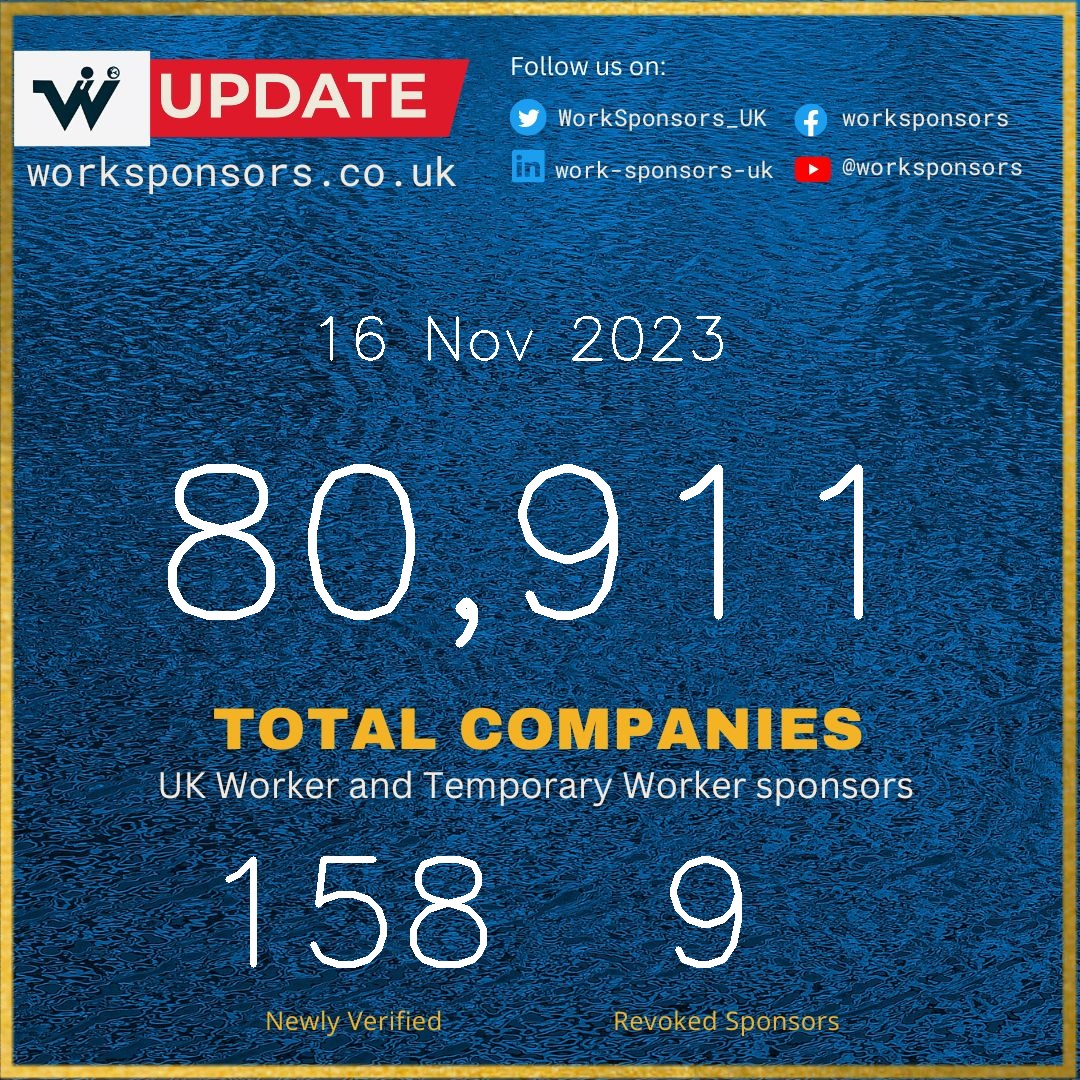 UPDATE
worksponsors.co.uk
Follow us on:
WorkSponsors_UK
worksponsors
work-sponsors-uk
@worksponsors
16 Nov 2023
80,911
TOTAL COMPANIES
UK Worker and Temporary Worker sponsors
158 9
Newly Verified Revoked Sponsors